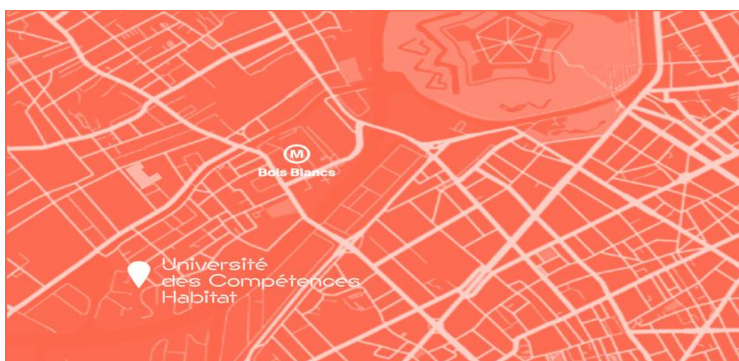 M
Bois Blancs
Université
des Compétences
Habitat